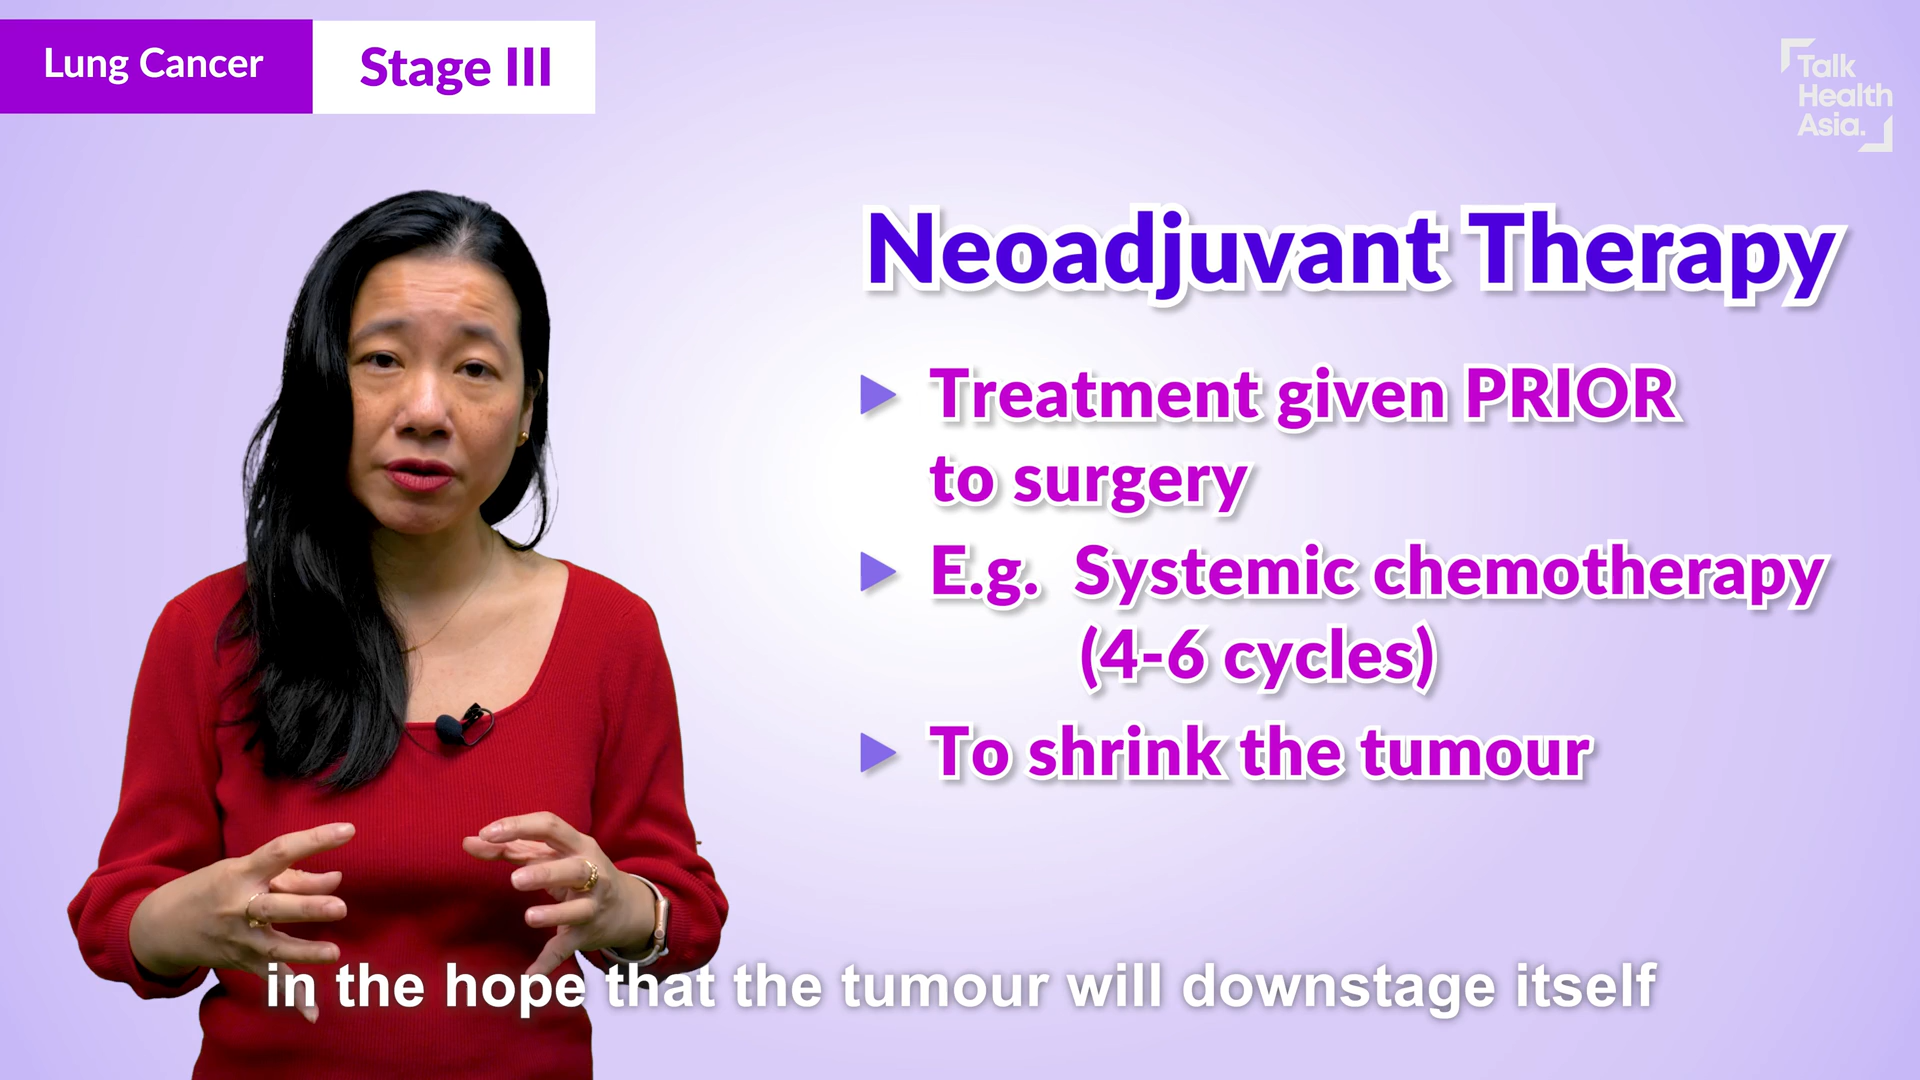 Lung Cancer
Stage III
Talk
Health
Asia.
Neoadjuvant Therapy
Treatment given PRIOR
to surgery
E.g. Systemic chemotherapy
(4-6 cycles)
To shrink the tumour
in the hope that the tumour will downstage itself